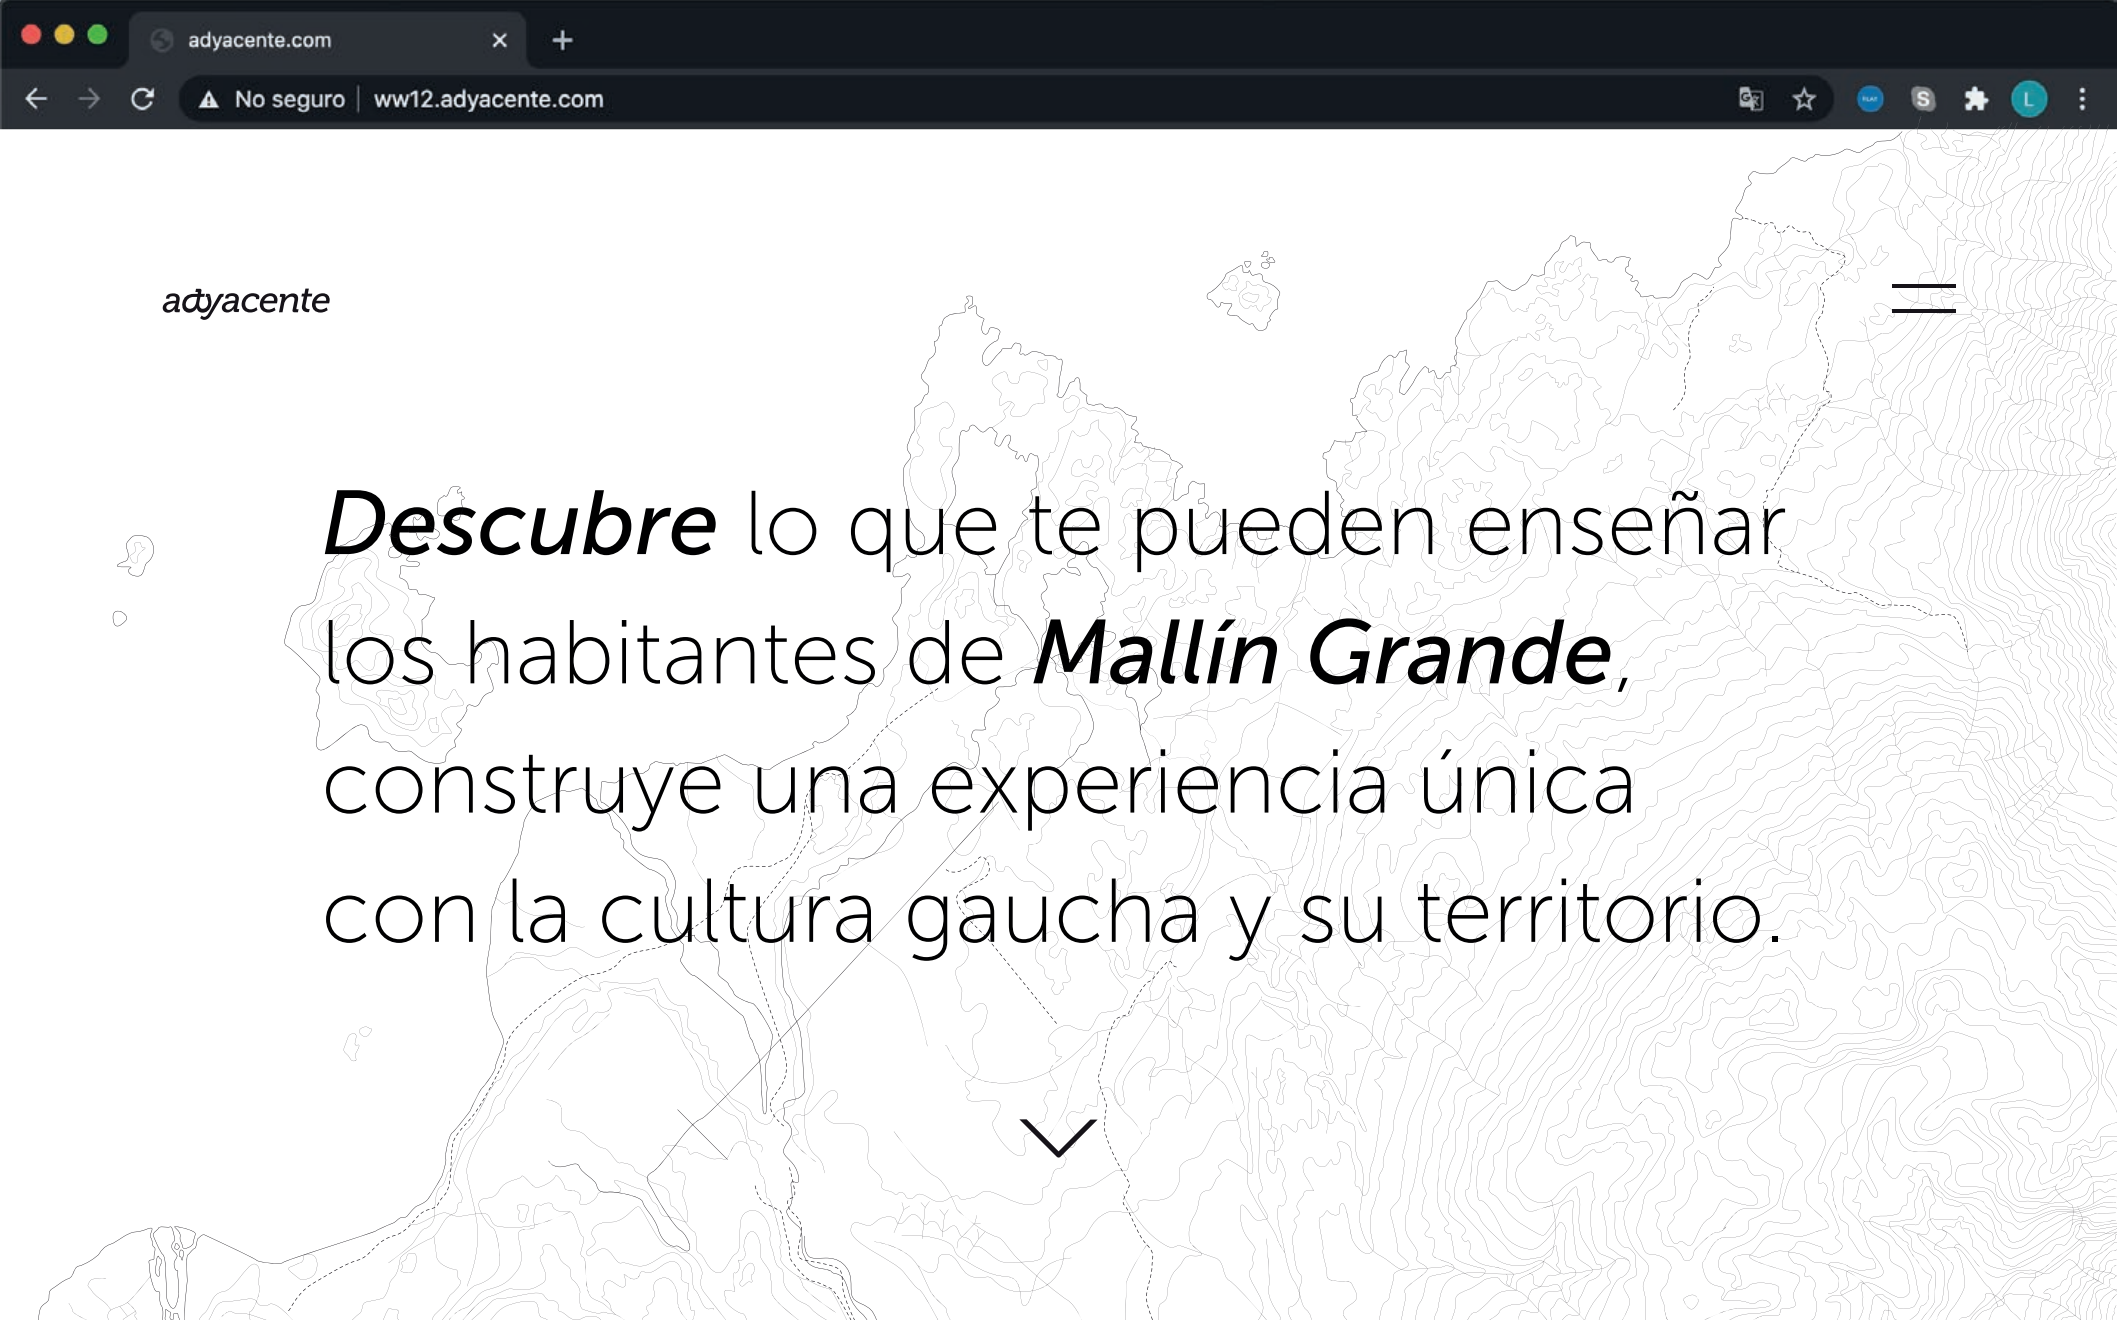 adyacente.com
No seguro ww12.adyacente.com
FLAT
S
L
adyacente
Descubre lo que te pueden enseñar
los habitantes de Mallín Grande,
construye una experiencia única
con la cultura gaucha y su territorio.